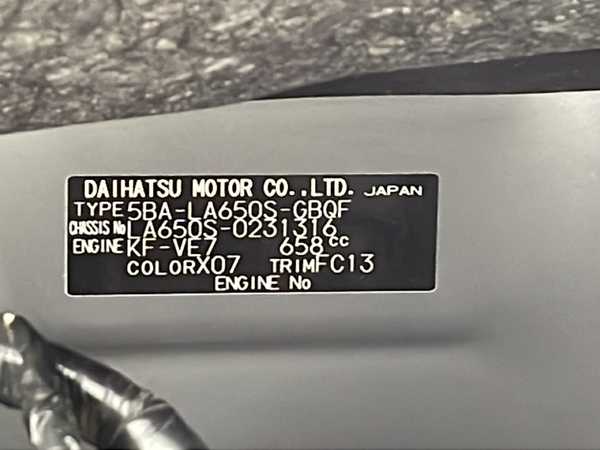 DAIHATSU MOTOR CO.,LTD. JAPAN
TYPE 5BA-LA650S-GBQF
CHASSIS No LA650S-0231316
ENGINE KF-VE7 658cc
COLOR X07 TRIM FC13
ENGINE No